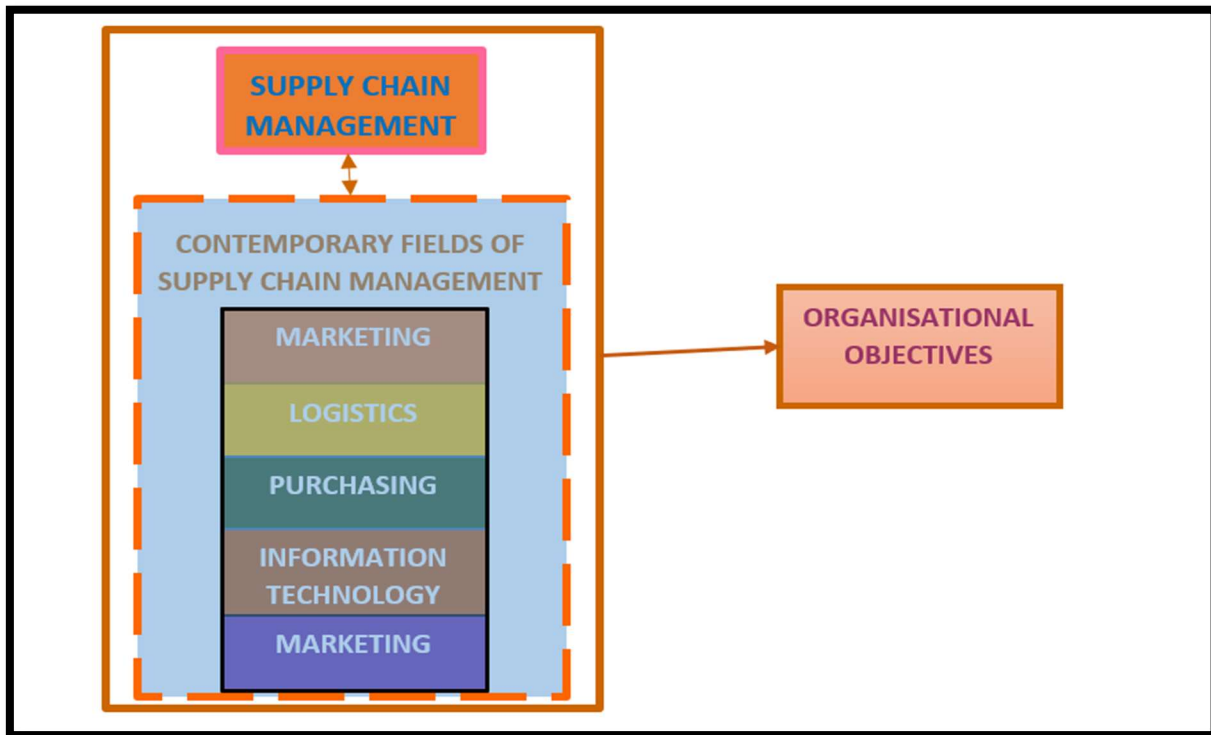 SUPPLY CHAIN
MANAGEMENT
CONTEMPORARY FIELDS OF
SUPPLY CHAIN MANAGEMENT
MARKETING
LOGISTICS
PURCHASING
INFORMATION
TECHNOLOGY
MARKETING
ORGANISATIONAL
OBJECTIVES